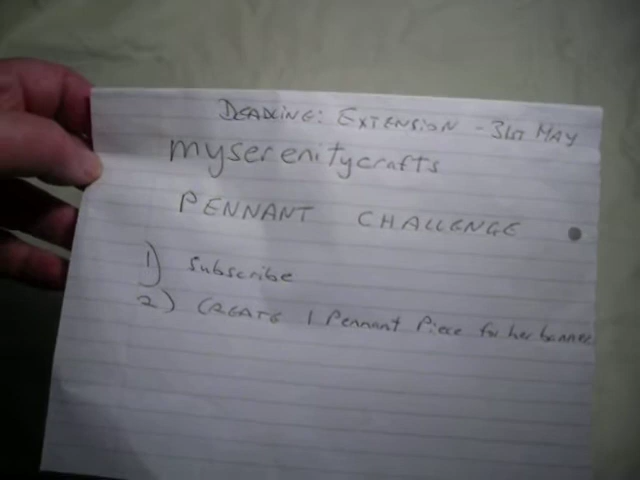 DEADLINE: EXTENSION - 31st MAY
myserenitycrafts
PENNANT CHALLENGE
1) Subscribe
2) CREATE 1 Pennant Piece for her banner